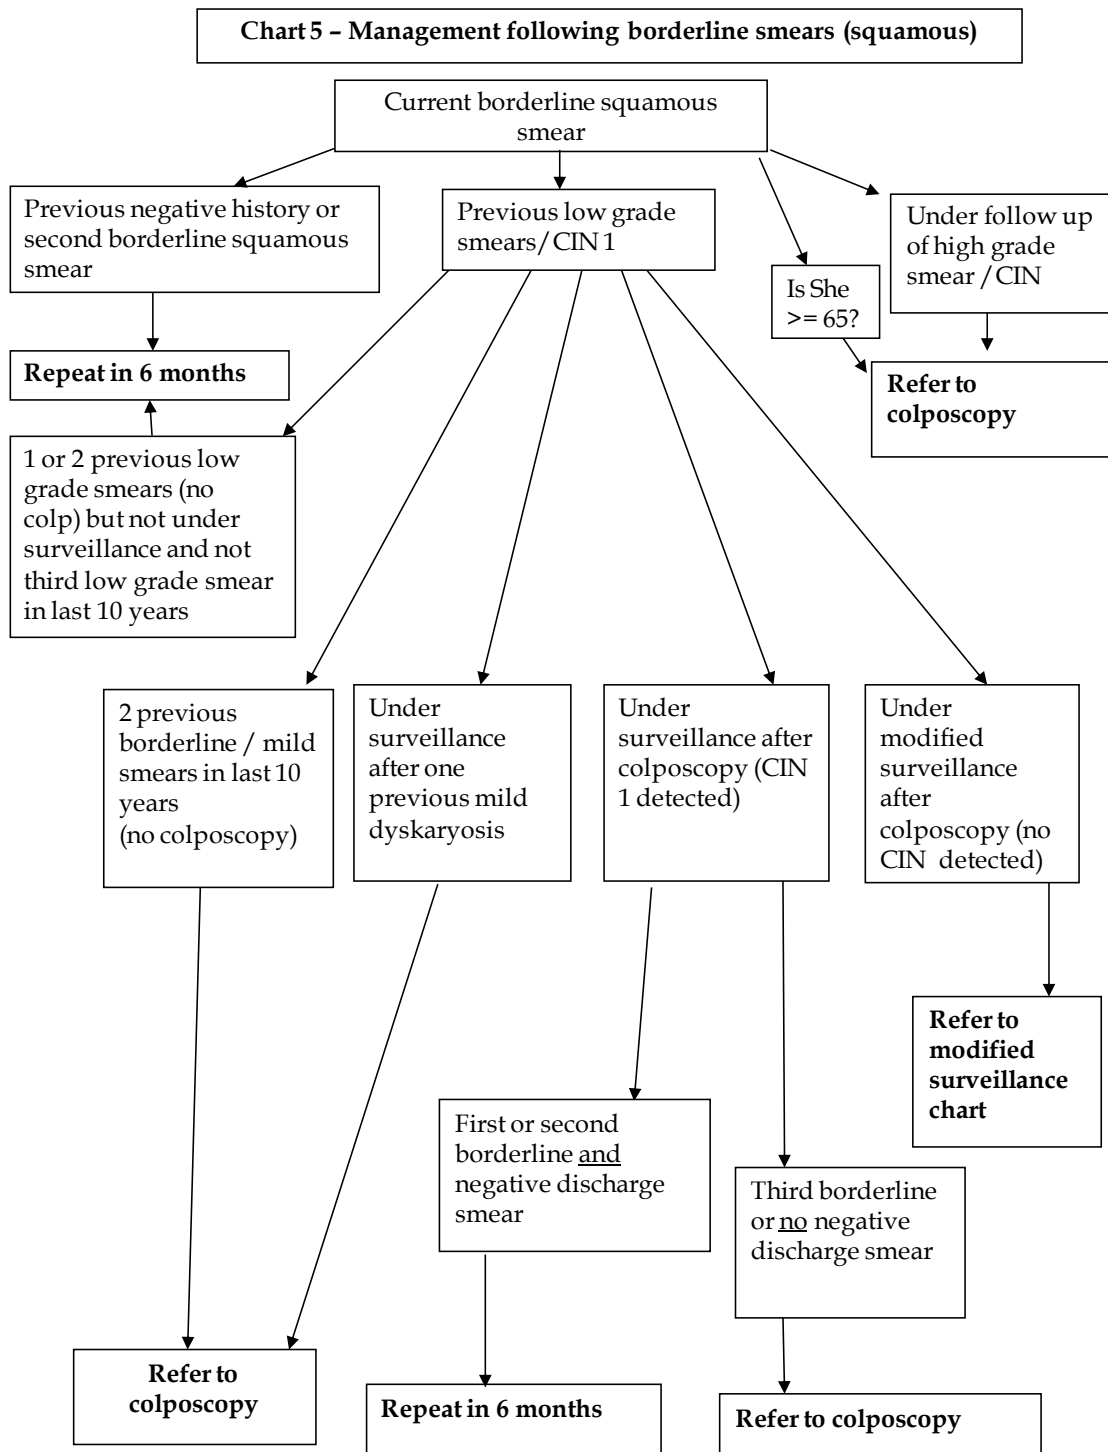 Chart 5 – Management following borderline smears (squamous)
Current borderline squamous
smear
Previous negative history or
second borderline squamous
smear
Previous low grade
smears/CIN 1
Is She
>= 65?
Under follow up
of high grade
smear / CIN
Repeat in 6 months
Refer to
colposcopy
1 or 2 previous low
grade smears (no
colp) but not under
surveillance and not
third low grade smear
in last 10 years
2 previous
borderline / mild
smears in last 10
years
(no colposcopy)
Under
surveillance
after one
previous mild
dyskaryosis
Under
surveillance after
colposcopy (CIN
1 detected)
Under
modified
surveillance
after
colposcopy (no
CIN detected)
Refer to
modified
surveillance
chart
First or second
borderline and
negative discharge
smear
Third borderline
or no negative
discharge smear
Refer to
colposcopy
Repeat in 6 months
Refer to colposcopy